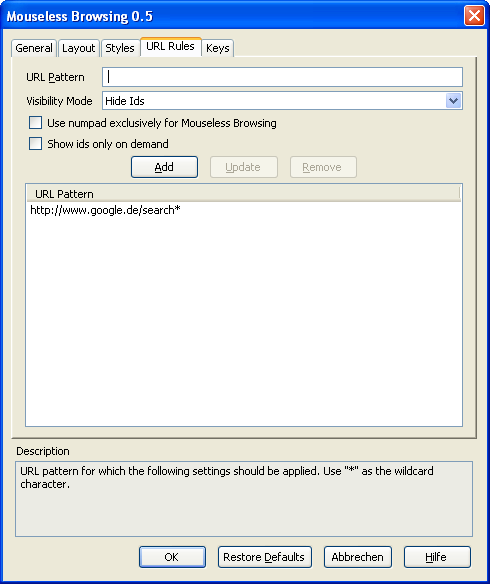 Mouseless Browsing 0.5
General Layout Styles URL Rules Keys
URL Pattern
Visibility Mode Hide Ids
Use numpad exclusively for Mouseless Browsing
Show ids only on demand
Add Update Remove
URL Pattern
http://www.google.de/search*
Description
URL pattern for which the following settings should be applied. Use "*" as the wildcard
character.
OK Restore Defaults Abbrechen Hilfe